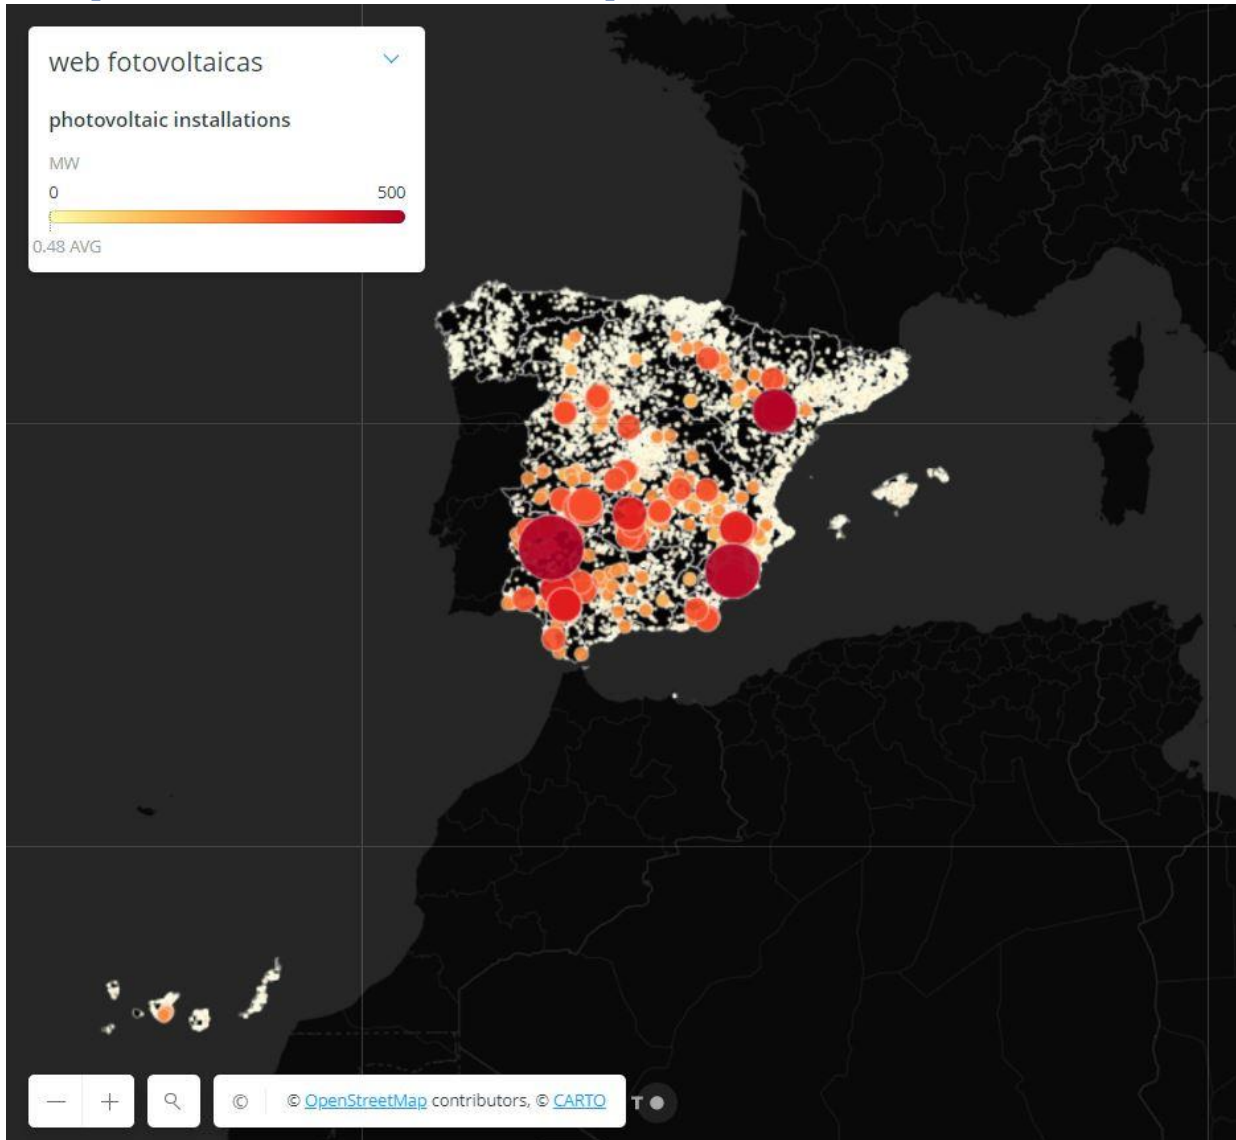 web fotovoltaicas
photovoltaic installations
MW
0 500
0.48 AVG
© © OpenStreetMap contributors, © CARTO
T